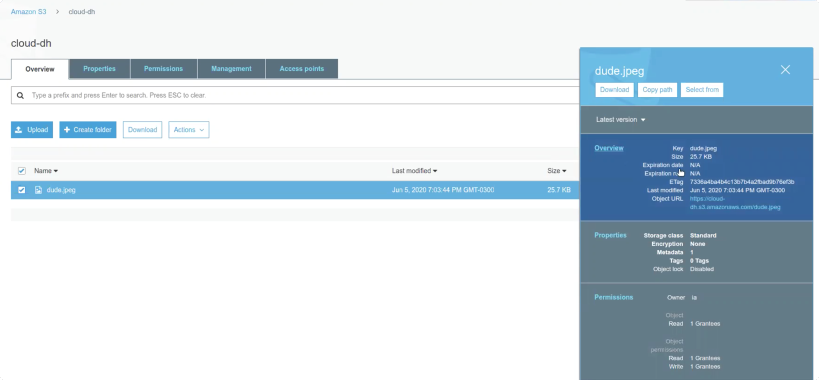 Amazon S3 > cloud-dh
cloud-dh
Overview Properties Permissions Management Access points
Type a prefix and press Enter to search. Press ESC to clear.
Upload + Create folder Download Actions
Name Last modified Size
dude.jpeg Jun 5, 2020 7:03:44 PM GMT-0300 25.7 KB
dude.jpeg
Download Copy path Select from
Latest version
Overview Key dude.jpeg
Size 25.7 KB
Expiration date N/A
Expiration N/A
ETag
Last modified Jun 5, 2020 7:03:44 PM GMT-0300
Object URL https://cloud-
dh.s3.amazonaws.com/dude.jpeg
Properties Storage class Standard
Encryption None
Metadata 1
Tags 0 Tags
Object lock Disabled
Permissions Owner ia
Object
Read 1 Grantees
Object
permissions
Read 1 Grantees
Write 1 Grantees